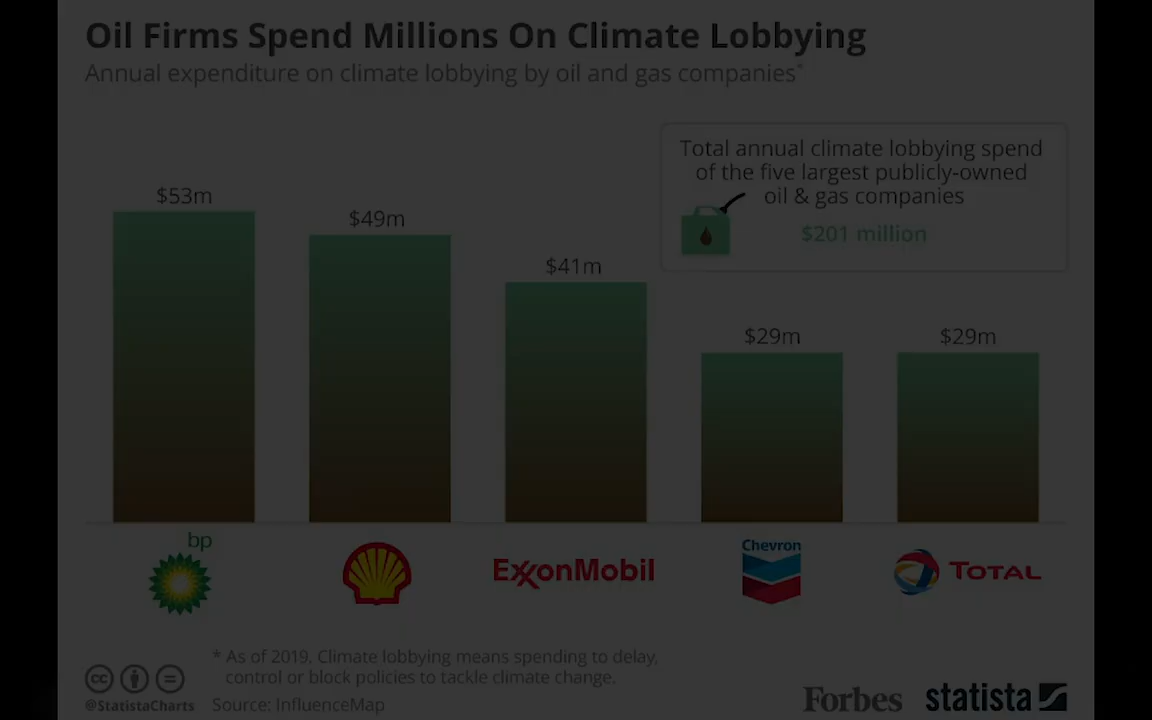 Oil Firms Spend Millions On Climate Lobbying
Annual expenditure on climate lobbying by oil and gas companies*
Total annual climate lobbying spend
of the five largest publicly-owned
oil & gas companies
$201 million
$53m
$49m
$41m
$29m
$29m
bp
ExxonMobil
Chevron
TOTAL
* As of 2019. Climate lobbying means spending to delay,
control or block policies to tackle climate change.
@StatistaCharts Source: InfluenceMap
Forbes statista